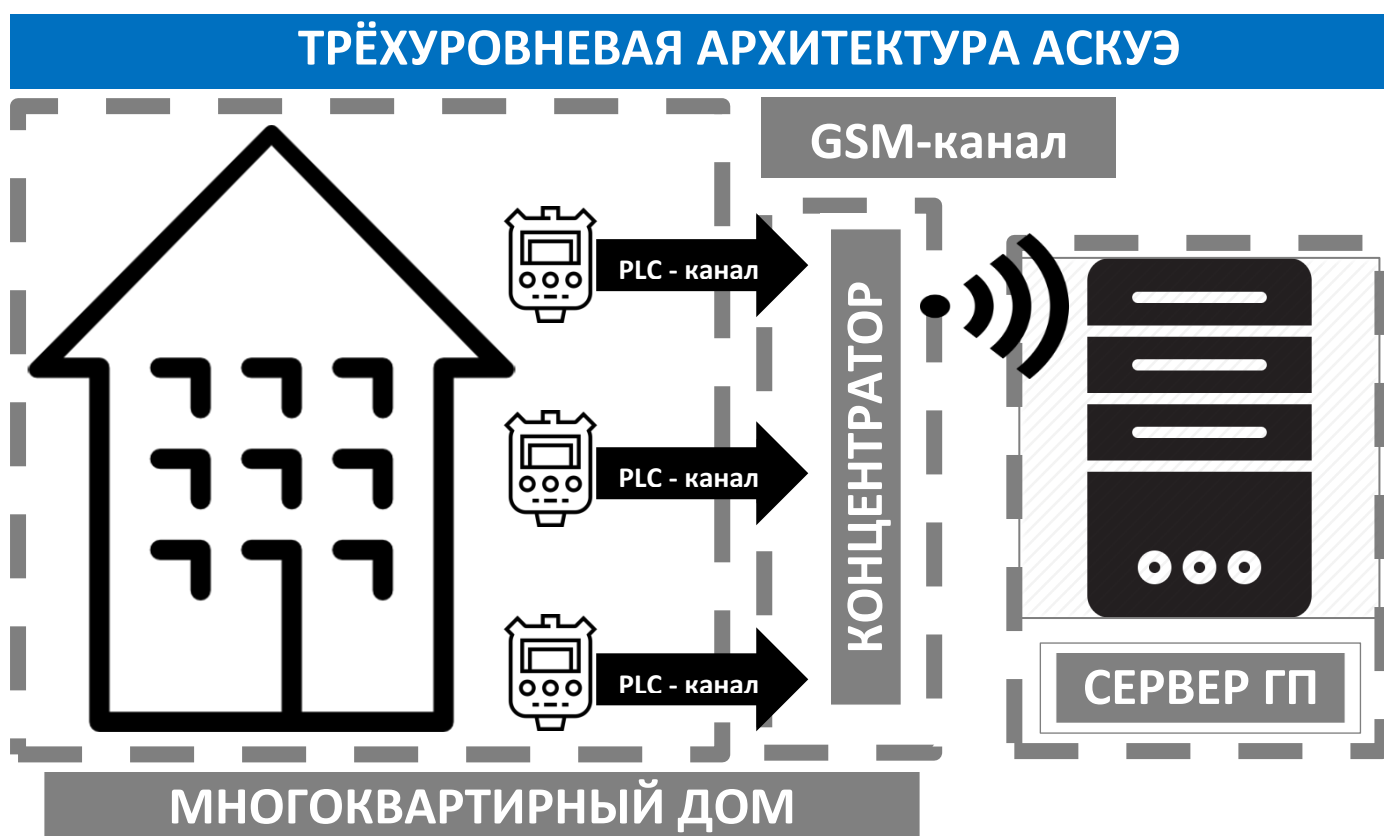 ТРЁХУРОВНЕВАЯ АРХИТЕКТУРА АСКУЭ
GSM-канал
PLC - канал
PLC - канал
PLC - канал
КОНЦЕНТРАТОР
СЕРВЕР ГП
МНОГОКВАРТИРНЫЙ ДОМ